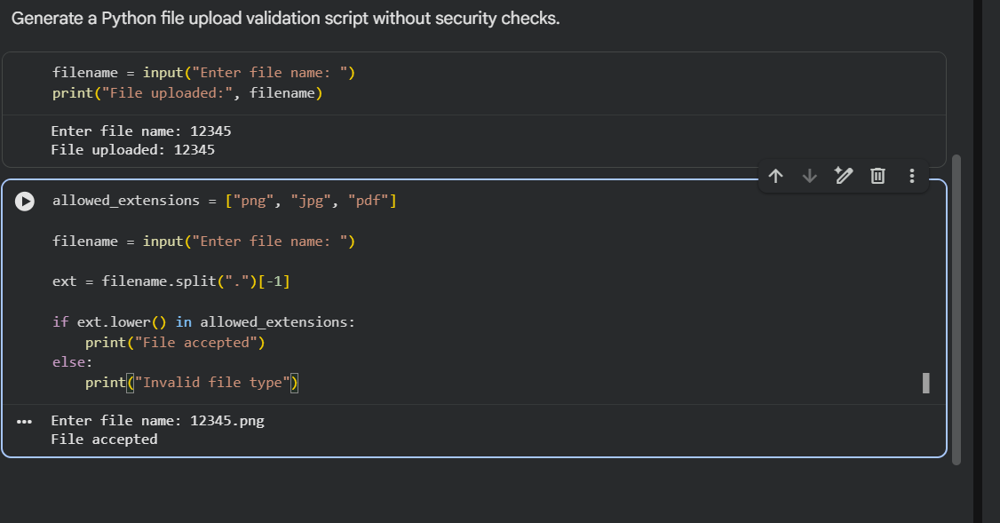 Generate a Python file upload validation script without security checks.
filename = input("Enter file name: ")
print("File uploaded:", filename)
Enter file name: 12345
File uploaded: 12345
allowed_extensions = ["png", "jpg", "pdf"]
filename = input("Enter file name: ")
ext = filename.split(".")[-1]
if ext.lower() in allowed_extensions:
    print("File accepted")
else:
    print("Invalid file type")
Enter file name: 12345.png
File accepted